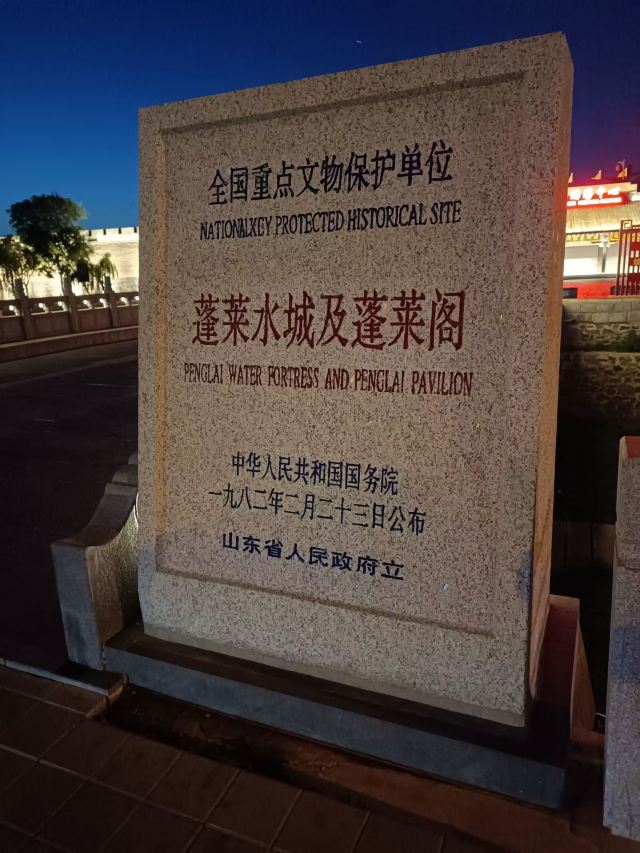 全国重点文物保护单位
NATIONALKEY PROTECTED HISTORICAL SITE
蓬莱水城及蓬莱阁
PENGLAI WATER FORTRESS AND PENGLAI PAVILION
中华人民共和国国务院
一九八二年二月二十三日公布
山东省人民政府立